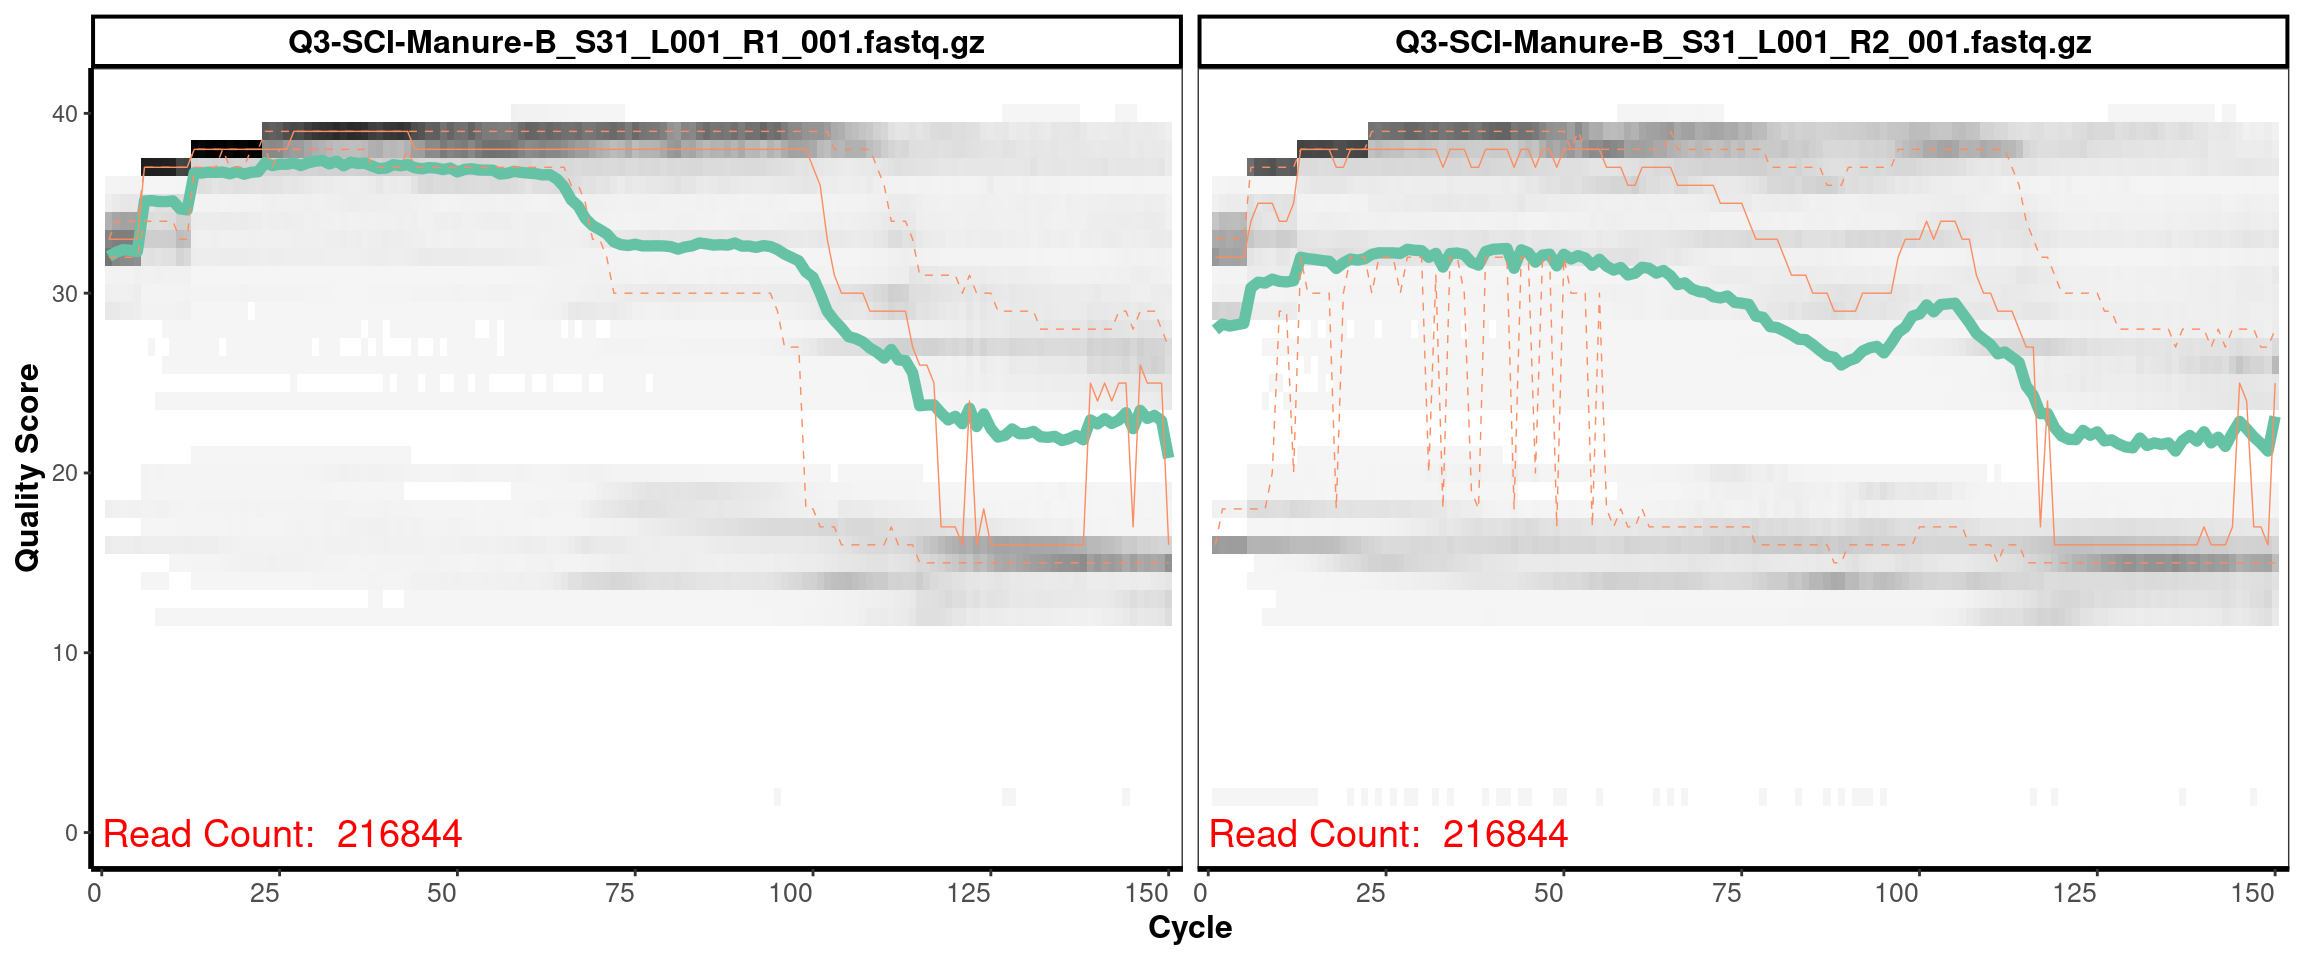 Q3-SCI-Manure-B_S31_L001_R1_001.fastq.gz
Q3-SCI-Manure-B_S31_L001_R2_001.fastq.gz
Quality Score
40
30
20
10
0
Read Count: 216844
Read Count: 216844
0 25 50 75 100 125 150
0 25 50 75 100 125 150
Cycle